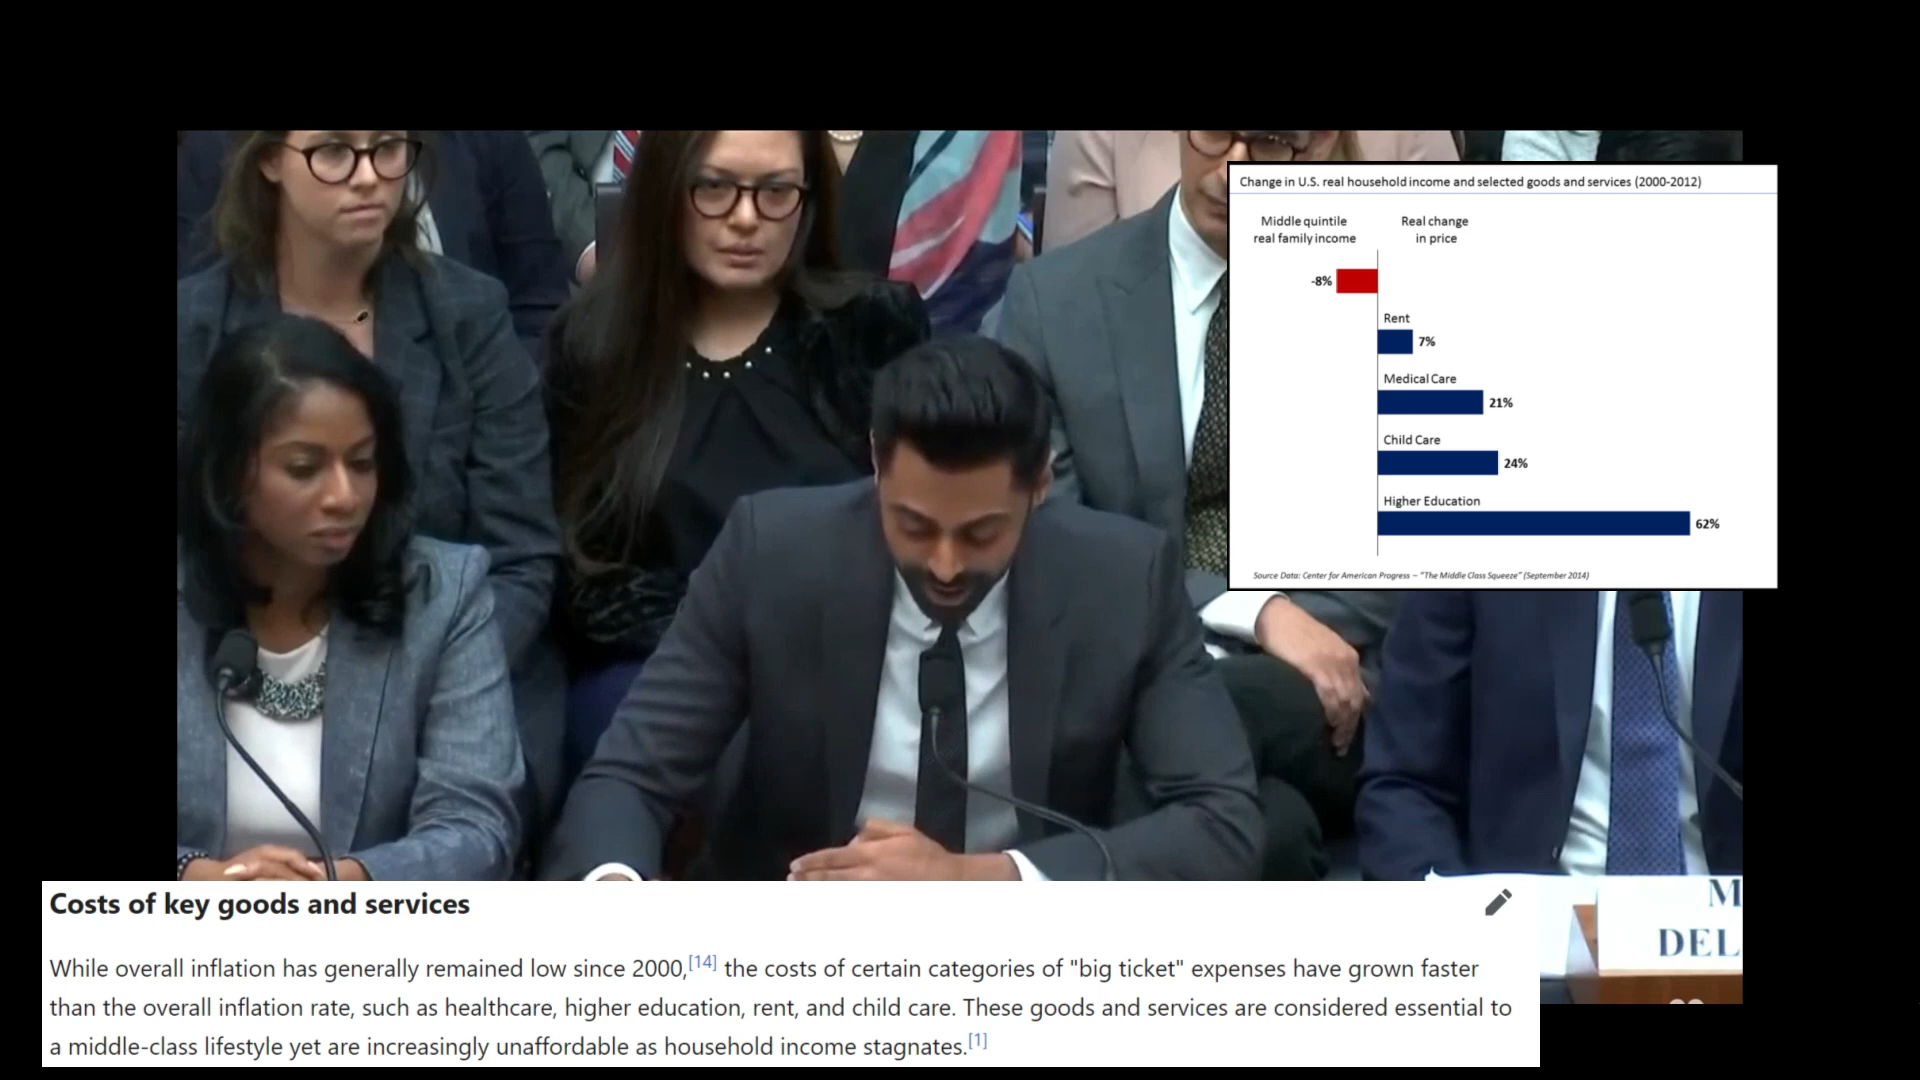 Change in U.S. real household income and selected goods and services (2000-2012)
Middle quintile
real family income
Real change
in price
-8%
Rent
7%
Medical Care
21%
Child Care
24%
Higher Education
62%
Source Data: Center for American Progress – "The Middle Class Squeeze" (September 2014)
M
DEL
Costs of key goods and services
While overall inflation has generally remained low since 2000,[14] the costs of certain categories of "big ticket" expenses have grown faster
than the overall inflation rate, such as healthcare, higher education, rent, and child care. These goods and services are considered essential to
a middle-class lifestyle yet are increasingly unaffordable as household income stagnates.[1]